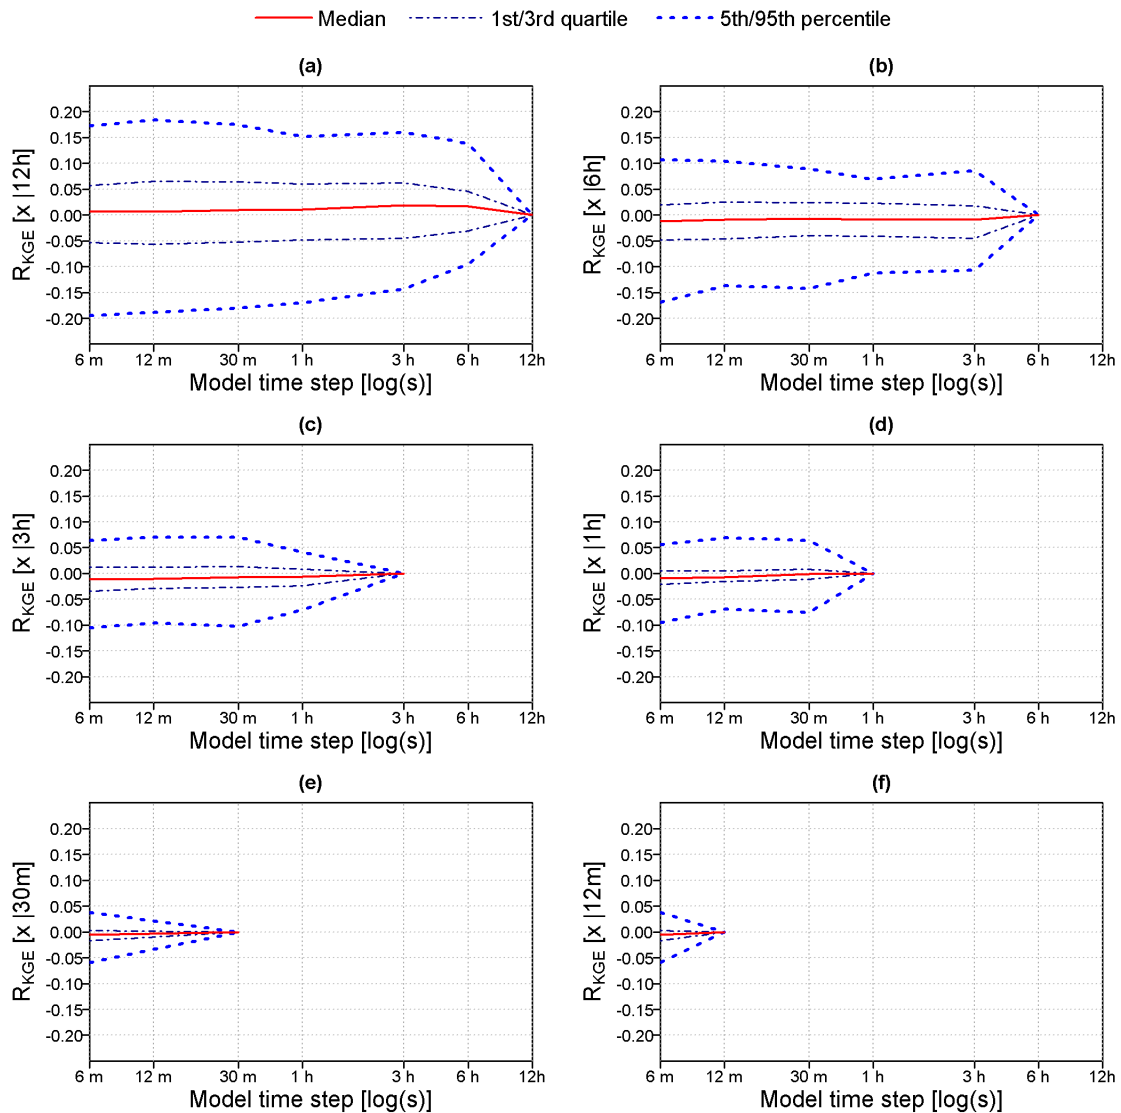 Median 1st/3rd quartile 5th/95th percentile
(a)
R_KGE [x |12h]
0.20
0.15
0.10
0.05
0.00
-0.05
-0.10
-0.15
-0.20
6 m 12 m 30 m 1 h 3 h 6 h 12h
Model time step [log(s)]
(b)
R_KGE [x |6h]
0.20
0.15
0.10
0.05
0.00
-0.05
-0.10
-0.15
-0.20
6 m 12 m 30 m 1 h 3 h 6 h 12h
Model time step [log(s)]
(c)
R_KGE [x |3h]
0.20
0.15
0.10
0.05
0.00
-0.05
-0.10
-0.15
-0.20
6 m 12 m 30 m 1 h 3 h 6 h 12h
Model time step [log(s)]
(d)
R_KGE [x |1h]
0.20
0.15
0.10
0.05
0.00
-0.05
-0.10
-0.15
-0.20
6 m 12 m 30 m 1 h 3 h 6 h 12h
Model time step [log(s)]
(e)
R_KGE [x |30m]
0.20
0.15
0.10
0.05
0.00
-0.05
-0.10
-0.15
-0.20
6 m 12 m 30 m 1 h 3 h 6 h 12h
Model time step [log(s)]
(f)
R_KGE [x |12m]
0.20
0.15
0.10
0.05
0.00
-0.05
-0.10
-0.15
-0.20
6 m 12 m 30 m 1 h 3 h 6 h 12h
Model time step [log(s)]